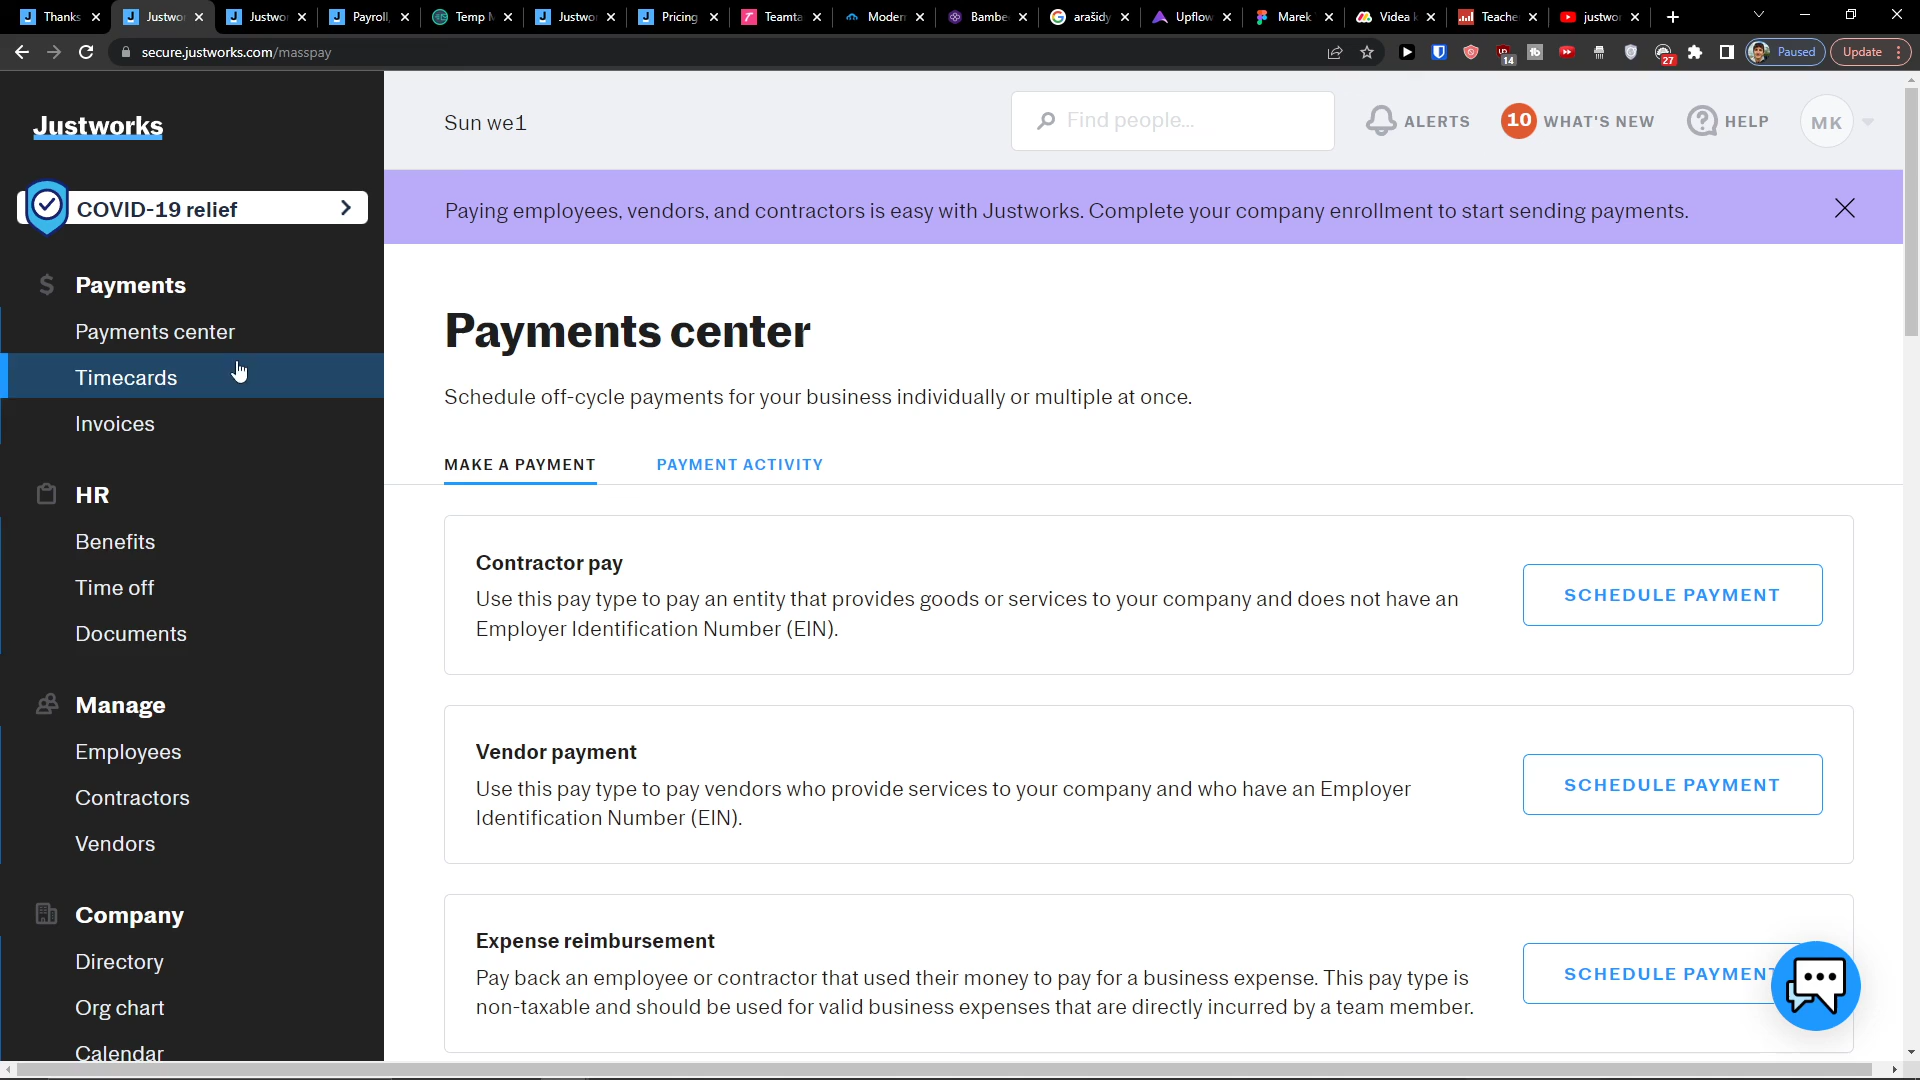 Thanks
Justwor
Justwor
Payroll,
Temp M
Justwor
Pricing
Teamta
Modern
Bambe
arašidy
Upflow
Marek
Videa k
Teache
justwor
secure.justworks.com/masspay
14
27
Paused
Update
Justworks
COVID-19 relief
Payments
Payments center
Timecards
Invoices
HR
Benefits
Time off
Documents
Manage
Employees
Contractors
Vendors
Company
Directory
Org chart
Calendar
Sun we1
Find people...
ALERTS
10 WHAT'S NEW
HELP
MK
Paying employees, vendors, and contractors is easy with Justworks. Complete your company enrollment to start sending payments.
Payments center
Schedule off-cycle payments for your business individually or multiple at once.
MAKE A PAYMENT
PAYMENT ACTIVITY
Contractor pay
Use this pay type to pay an entity that provides goods or services to your company and does not have an
Employer Identification Number (EIN).
SCHEDULE PAYMENT
Vendor payment
Use this pay type to pay vendors who provide services to your company and who have an Employer
Identification Number (EIN).
SCHEDULE PAYMENT
Expense reimbursement
Pay back an employee or contractor that used their money to pay for a business expense. This pay type is
non-taxable and should be used for valid business expenses that are directly incurred by a team member.
SCHEDULE PAYMENT